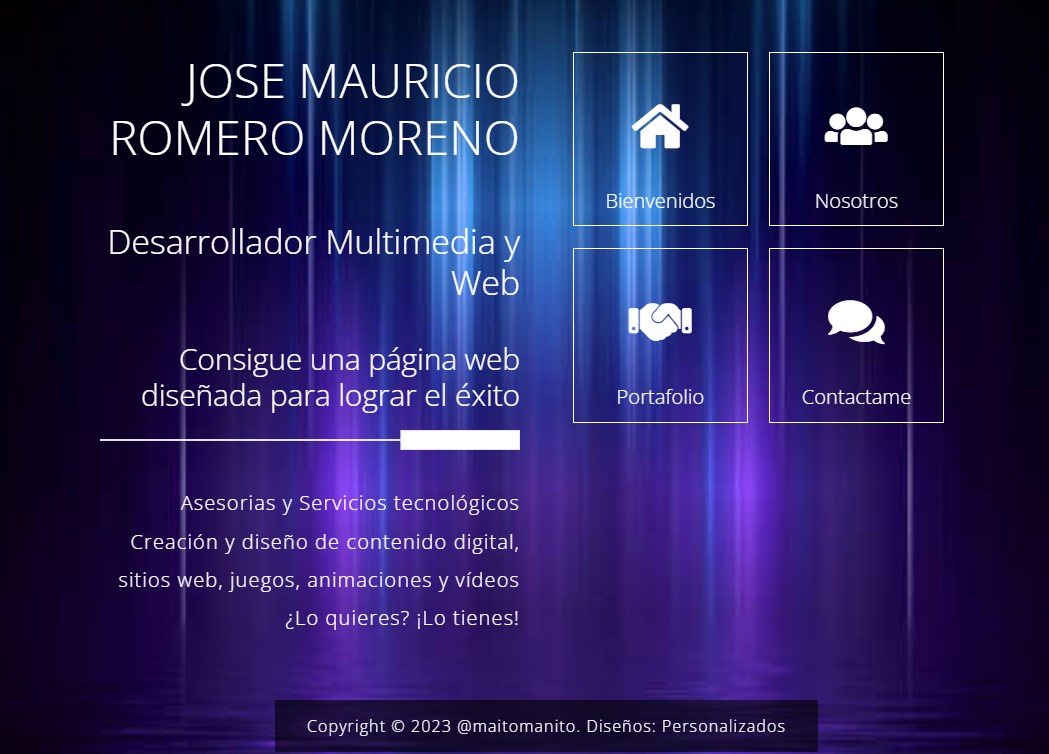 JOSE MAURICIO
ROMERO MORENO
Desarrollador Multimedia y
Web
Consigue una página web
diseñada para lograr el éxito
Asesorias y Servicios tecnológicos
Creación y diseño de contenido digital,
sitios web, juegos, animaciones y vídeos
¿Lo quieres? ¡Lo tienes!
Bienvenidos
Nosotros
Portafolio
Contactame
Copyright © 2023 @maitomanito. Diseños: Personalizados